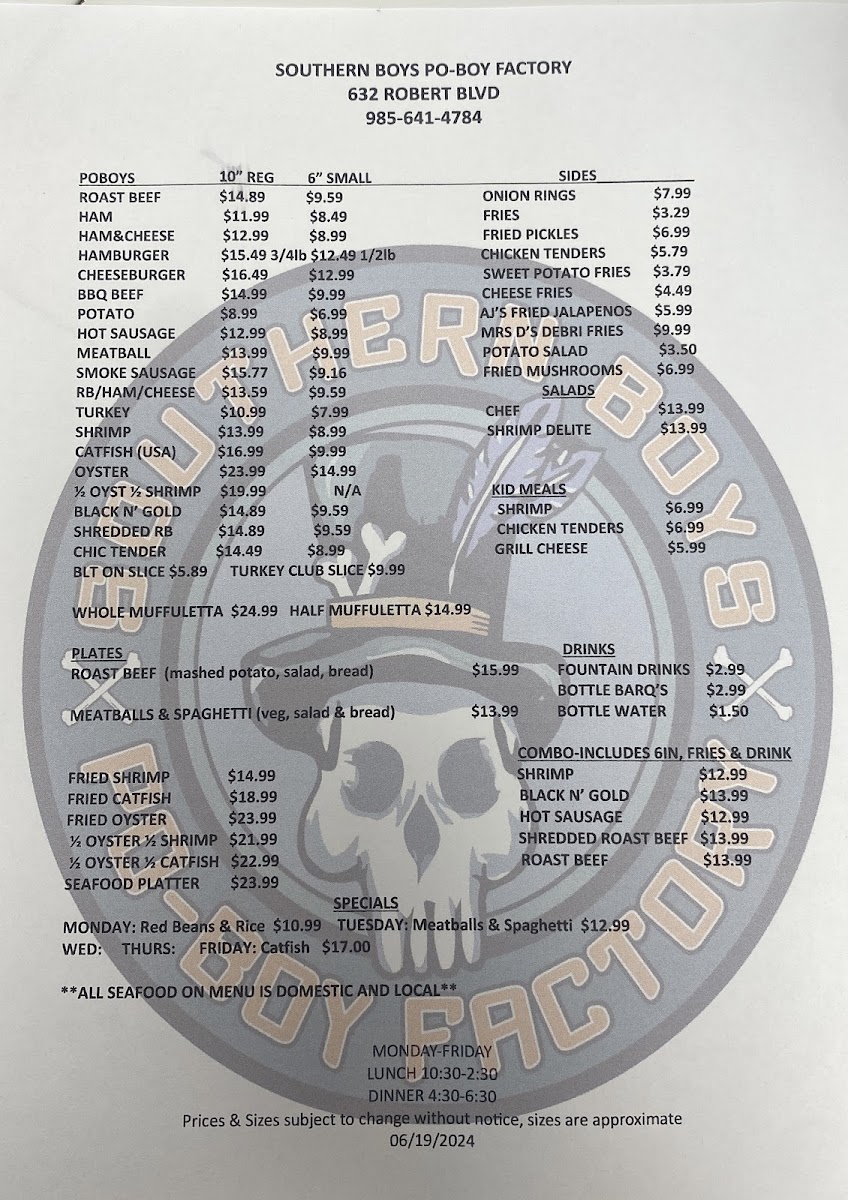 SOUTHERN BOYS PO-BOY FACTORY
632 ROBERT BLVD
985-641-4784
POBOYS 10" REG 6" SMALL
ROAST BEEF $14.89 $9.59
HAM $11.99 $8.49
HAM&CHEESE $12.99 $8.99
HAMBURGER $15.49 3/4lb $12.49 1/2lb
CHEESEBURGER $16.49 $12.99
BBQ BEEF $14.99 $9.99
POTATO $8.99 $6.99
HOT SAUSAGE $12.99 $8.99
MEATBALL $13.99 $9.99
SMOKE SAUSAGE $15.77 $9.16
RB/HAM/CHEESE $13.59 $9.59
TURKEY $10.99 $7.99
SHRIMP $13.99 $8.99
CATFISH (USA) $16.99 $9.99
OYSTER $23.99 $14.99
½ OYST ½ SHRIMP $19.99 N/A
BLACK N' GOLD $14.89 $9.59
SHREDDED RB $14.89 $9.59
CHIC TENDER $14.49 $8.99
BLT ON SLICE $5.89 TURKEY CLUB SLICE $9.99
WHOLE MUFFULETTA $24.99 HALF MUFFULETTA $14.99
SIDES
ONION RINGS $7.99
FRIES $3.29
FRIED PICKLES $6.99
CHICKEN TENDERS $5.79
SWEET POTATO FRIES $3.79
CHEESE FRIES $4.49
AJ'S FRIED JALAPENOS $5.99
MRS D'S DEBRI FRIES $9.99
POTATO SALAD $3.50
FRIED MUSHROOMS $6.99
SALADS
CHEF $13.99
SHRIMP DELITE $13.99
KID MEALS
SHRIMP $6.99
CHICKEN TENDERS $6.99
GRILL CHEESE $5.99
PLATES
ROAST BEEF (mashed potato, salad, bread) $15.99
MEATBALLS & SPAGHETTI (veg, salad & bread) $13.99
DRINKS
FOUNTAIN DRINKS $2.99
BOTTLE BARQ'S $2.99
BOTTLE WATER $1.50
FRIED SHRIMP $14.99
FRIED CATFISH $18.99
FRIED OYSTER $23.99
½ OYSTER ½ SHRIMP $21.99
½ OYSTER ½ CATFISH $22.99
SEAFOOD PLATTER $23.99
COMBO-INCLUDES 6IN, FRIES & DRINK
SHRIMP $12.99
BLACK N' GOLD $13.99
HOT SAUSAGE $12.99
SHREDDED ROAST BEEF $13.99
ROAST BEEF $13.99
SPECIALS
MONDAY: Red Beans & Rice $10.99 TUESDAY: Meatballs & Spaghetti $12.99
WED: THURS: FRIDAY: Catfish $17.00
**ALL SEAFOOD ON MENU IS DOMESTIC AND LOCAL**
MONDAY-FRIDAY
LUNCH 10:30-2:30
DINNER 4:30-6:30
Prices & Sizes subject to change without notice, sizes are approximate
06/19/2024
SOUTHERN BOYS
PO-BOY FACTORY